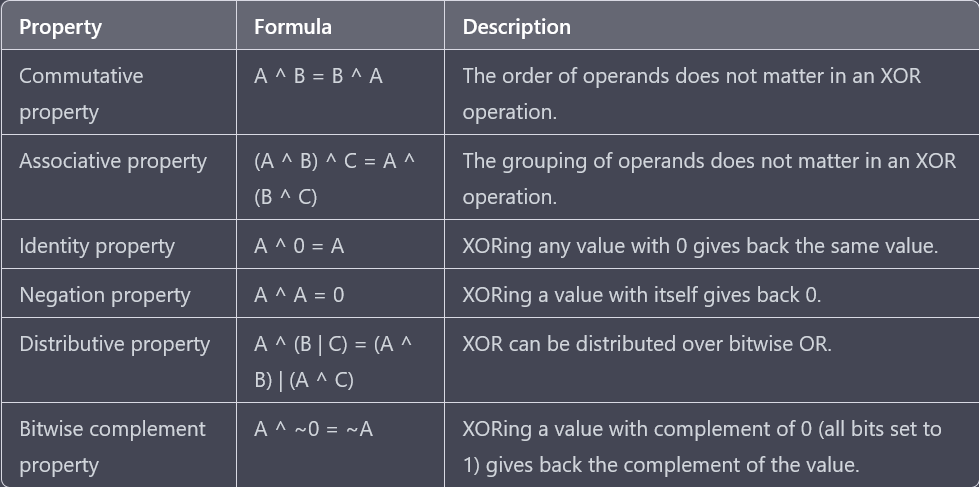 Property Formula Description
Commutative A ^ B = B ^ A The order of operands does not matter in an XOR
property operation.
Associative property (A ^ B) ^ C = A ^ The grouping of operands does not matter in an XOR
(B ^ C) operation.
Identity property A ^ 0 = A XORing any value with 0 gives back the same value.
Negation property A ^ A = 0 XORing a value with itself gives back 0.
Distributive property A ^ (B | C) = (A ^ XOR can be distributed over bitwise OR.
B) | (A ^ C)
Bitwise complement A ^ ~0 = ~A XORing a value with complement of 0 (all bits set to
property 1) gives back the complement of the value.